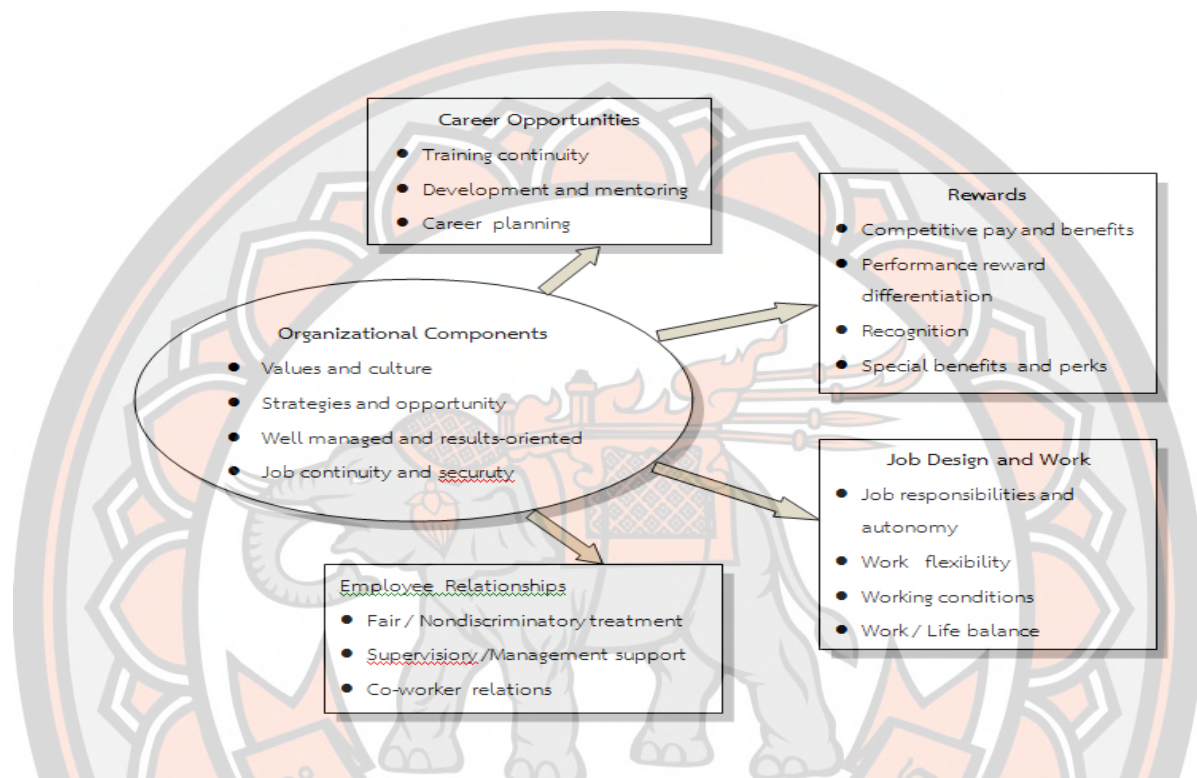 Career Opportunities
● Training continuity
● Development and mentoring
● Career planning
Rewards
● Competitive pay and benefits
● Performance reward
differentiation
● Recognition
● Special benefits and perks
Organizational Components
● Values and culture
● Strategies and opportunity
● Well managed and results-oriented
● Job continuity and securuty
Job Design and Work
● Job responsibilities and
autonomy
● Work flexibility
● Working conditions
● Work / Life balance
Employee Relationships
● Fair / Nondiscriminatory treatment
● Supervisiory /Management support
● Co-worker relations